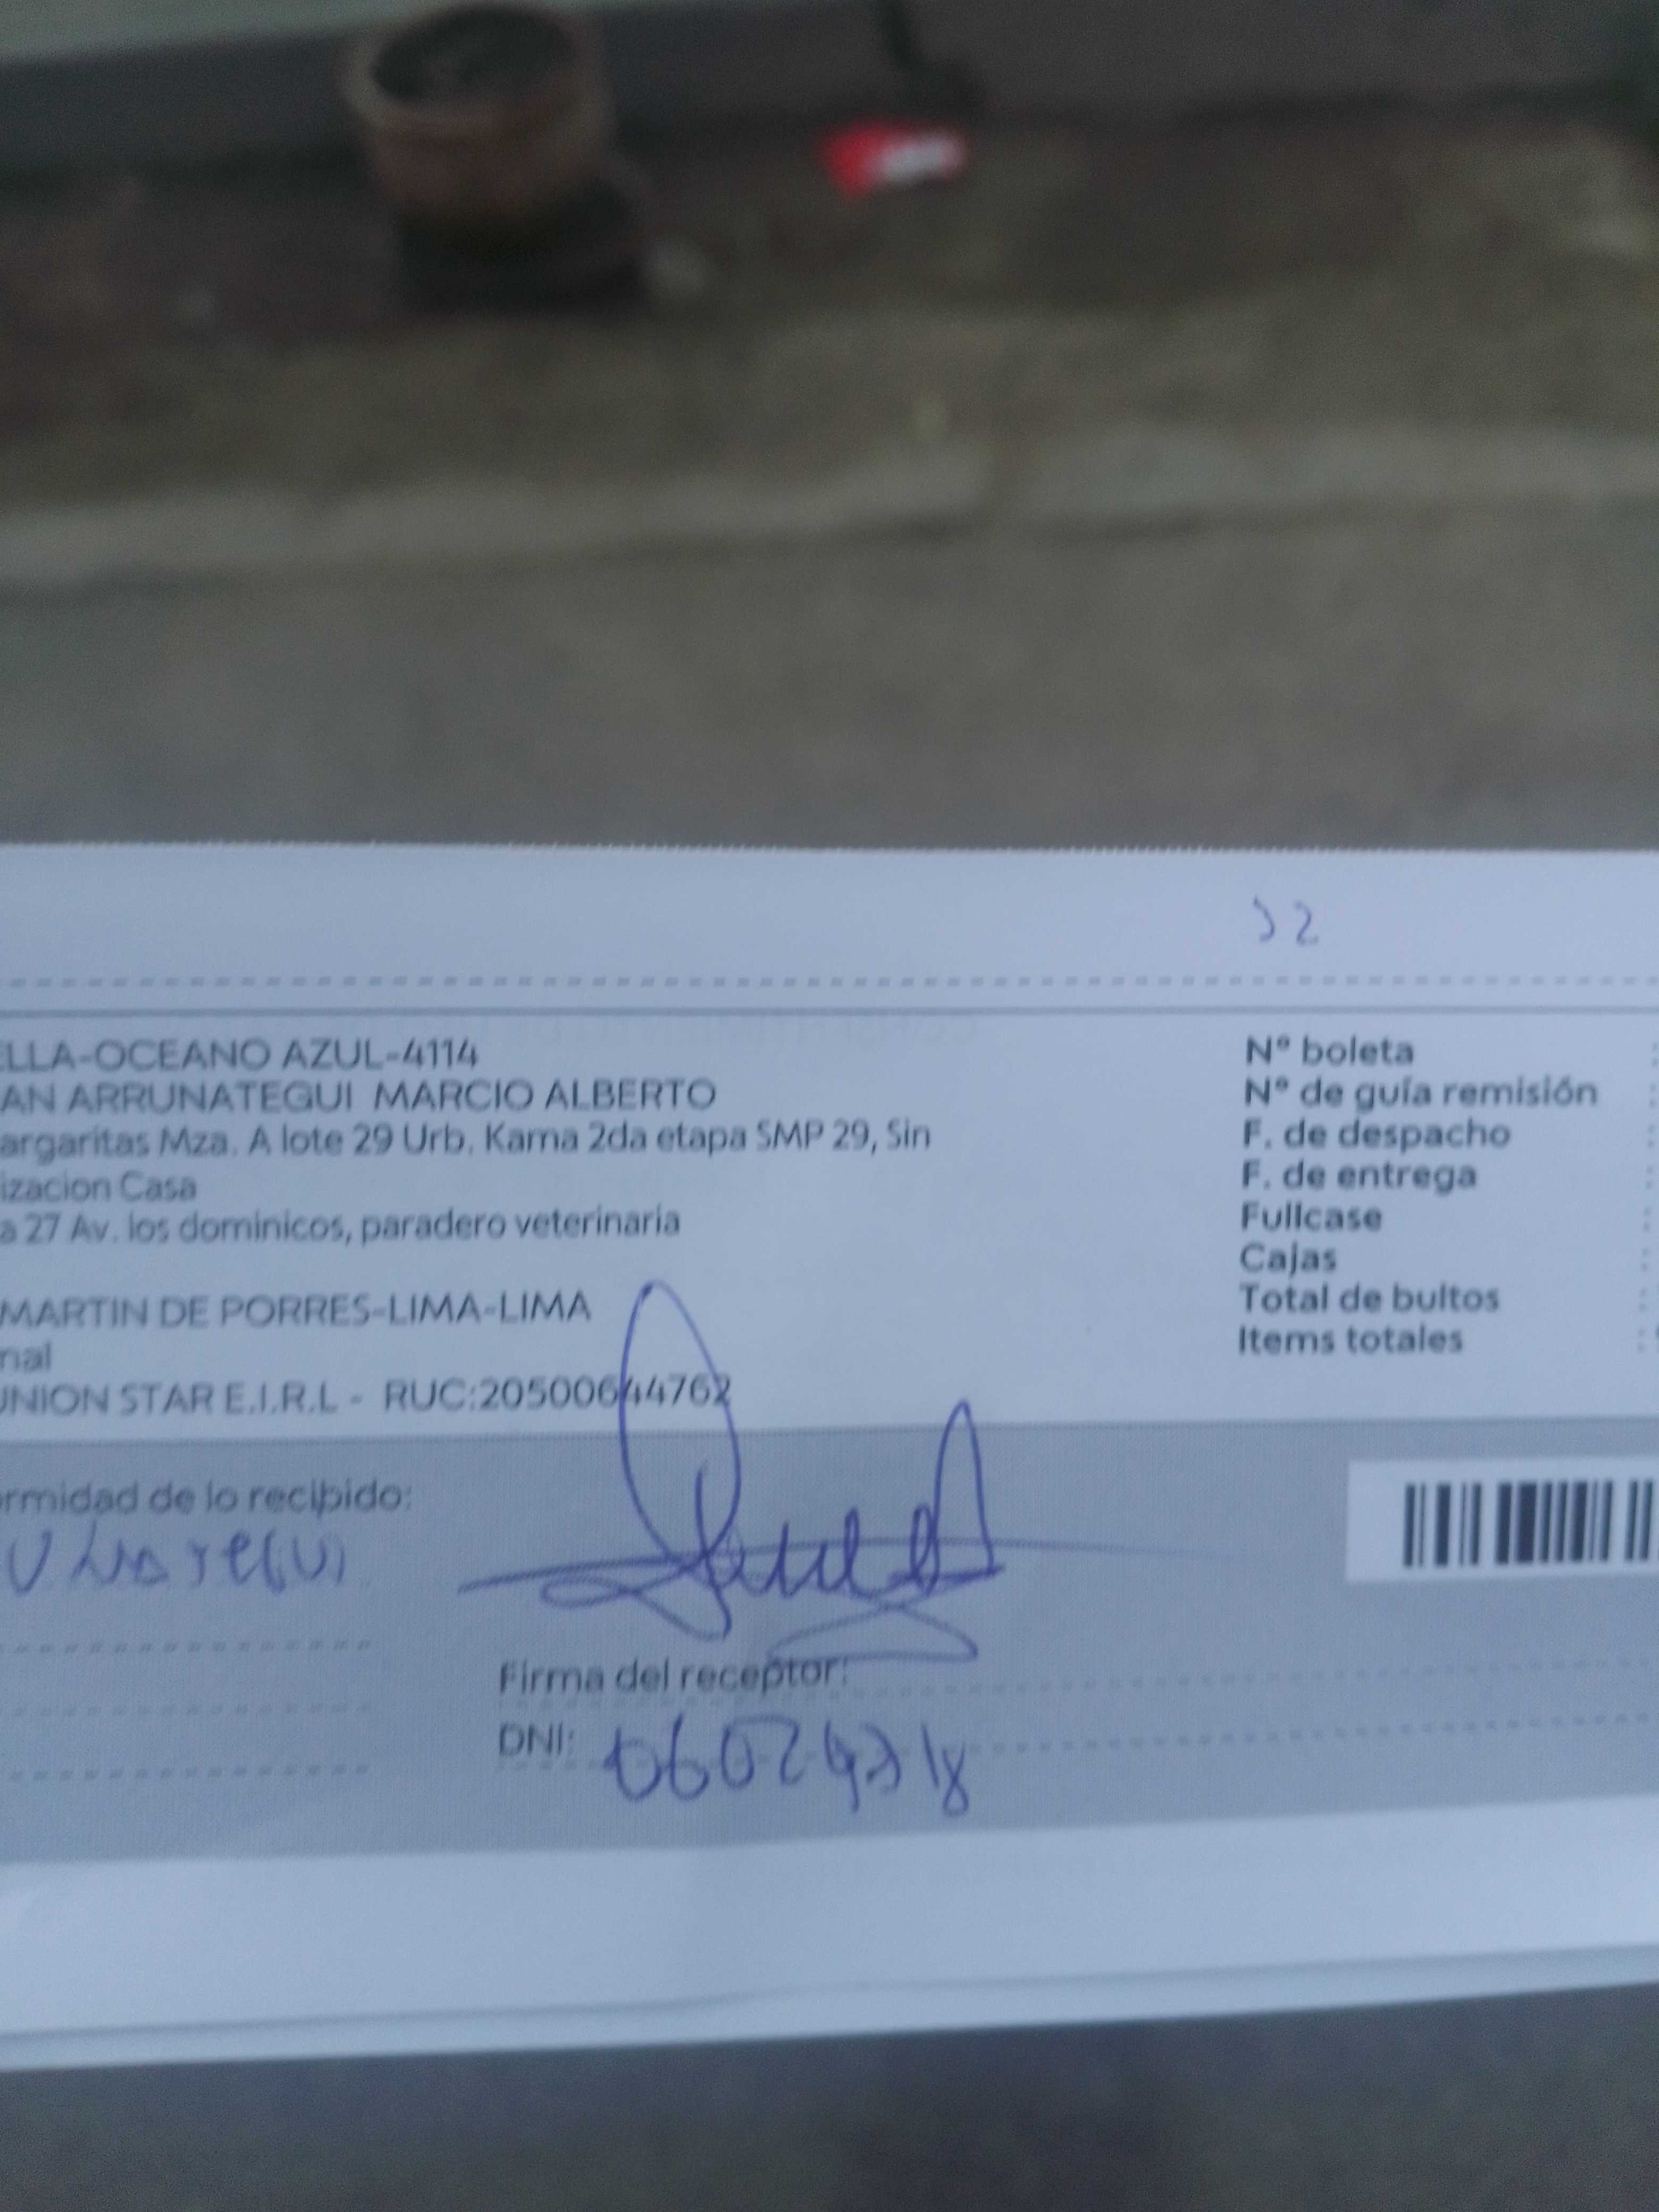 52
ELLA-OCEANO AZUL-4114
AN ARRUNATEGUI MARCIO ALBERTO
argaritas Mza. A lote 29 Urb. Kama 2da etapa SMP 29, Sin
izacion Casa
a 27 Av. los dominicos, paradero veterinaria
MARTIN DE PORRES-LIMA-LIMA
nal
UNION STAR E.I.R.L - RUC:20500644762
Nº boleta :
Nº de guía remisión :
F. de despacho :
F. de entrega :
Fullcase :
Cajas :
Total de bultos :
Items totales :
ormidad de lo recibido:
Firma del receptor:
DNI: